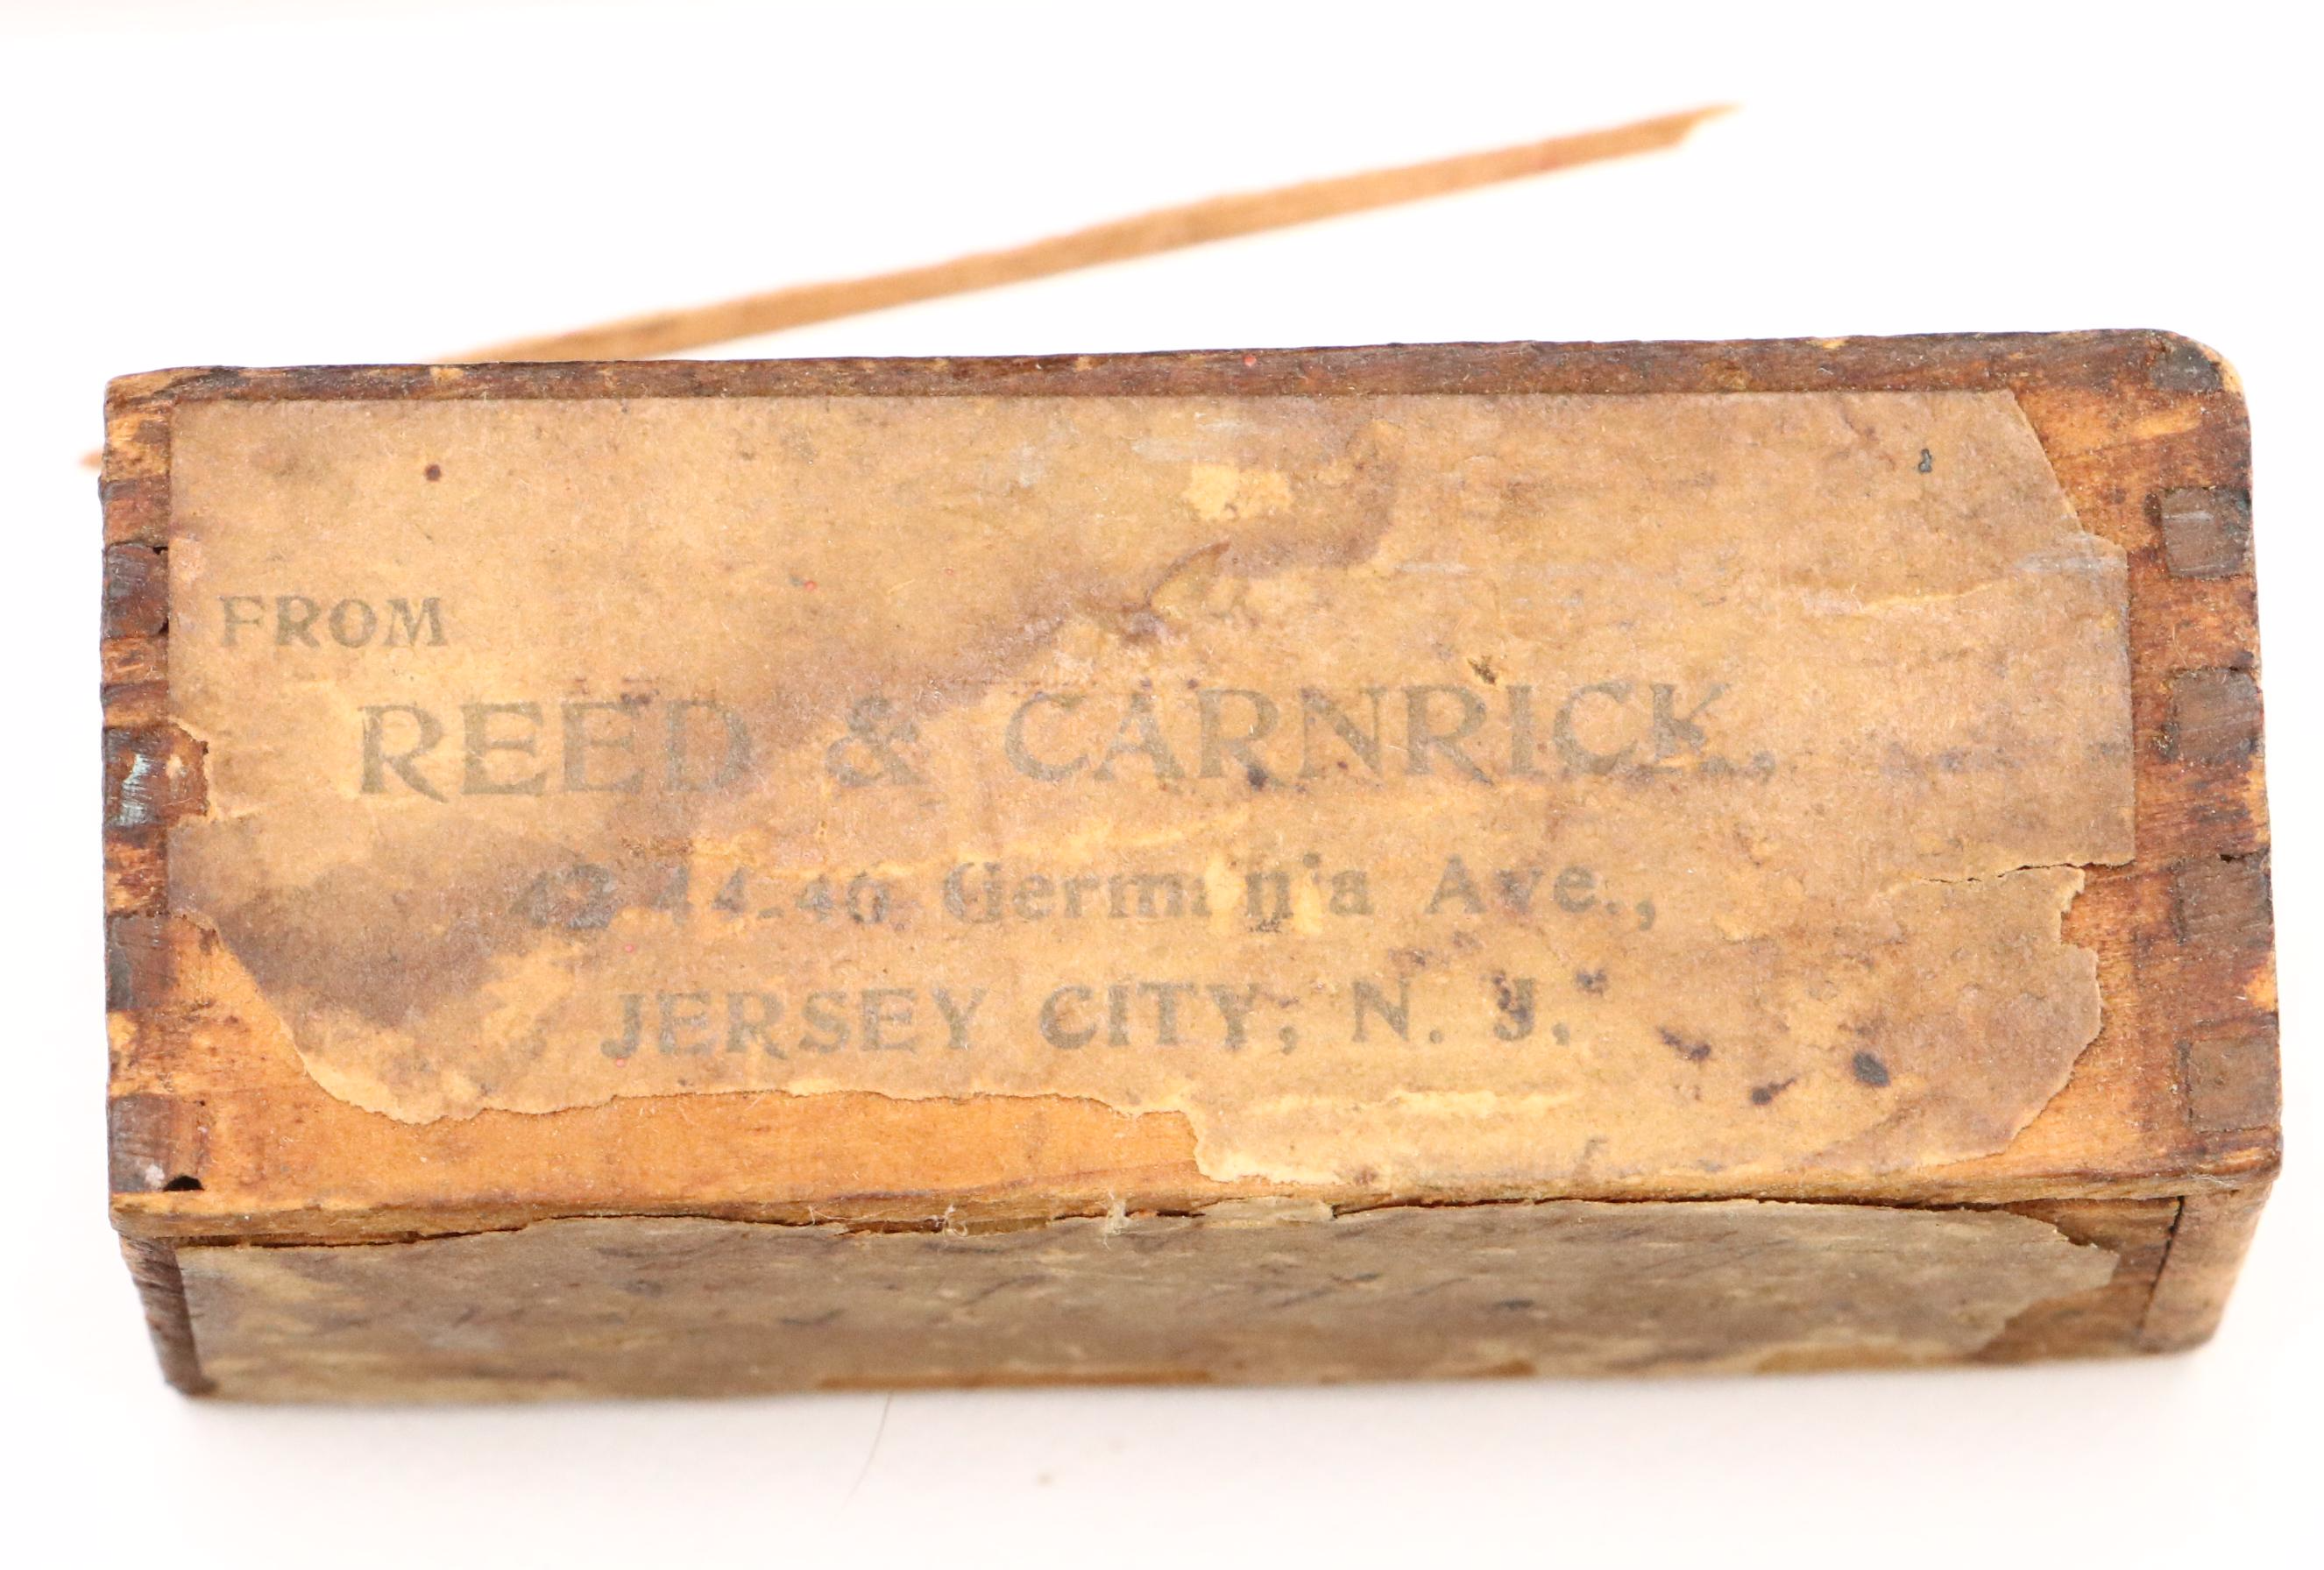 FROM
REED & CARNRICK,
42-44-46 Germania Ave.,
JERSEY CITY, N. J.